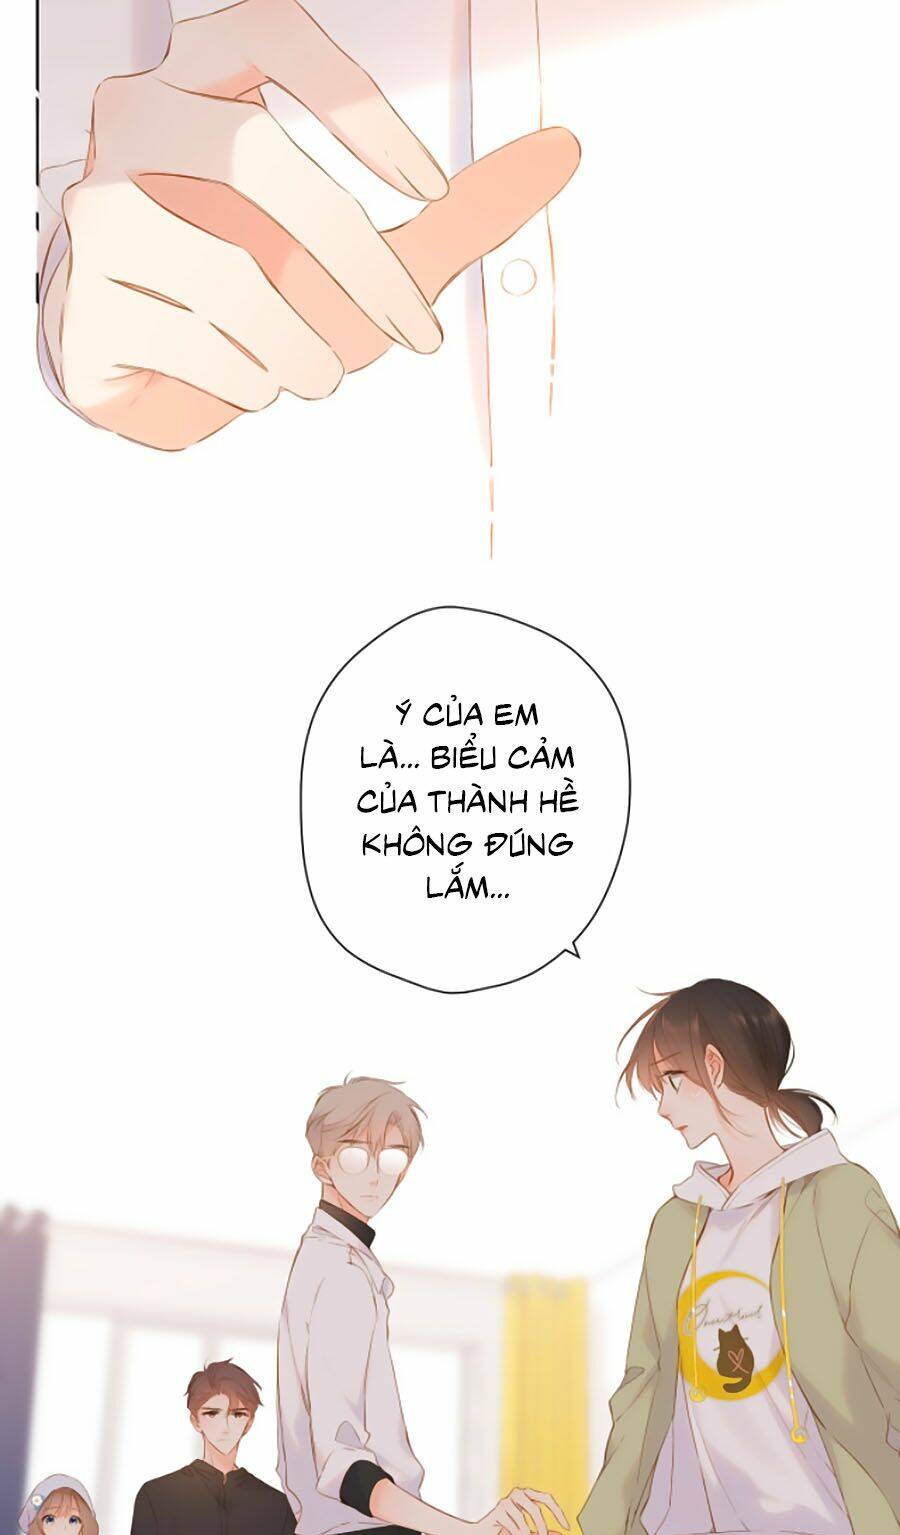 Ý CỦA EM
LÀ... BIỂU CẢM
CỦA THÀNH HỀ
KHÔNG ĐÚNG
LẮM...